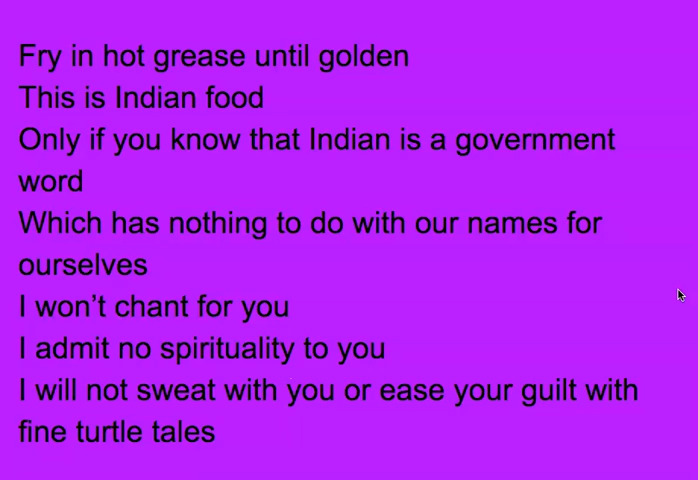 Fry in hot grease until golden
This is Indian food
Only if you know that Indian is a government
word
Which has nothing to do with our names for
ourselves
I won’t chant for you
I admit no spirituality to you
I will not sweat with you or ease your guilt with
fine turtle tales